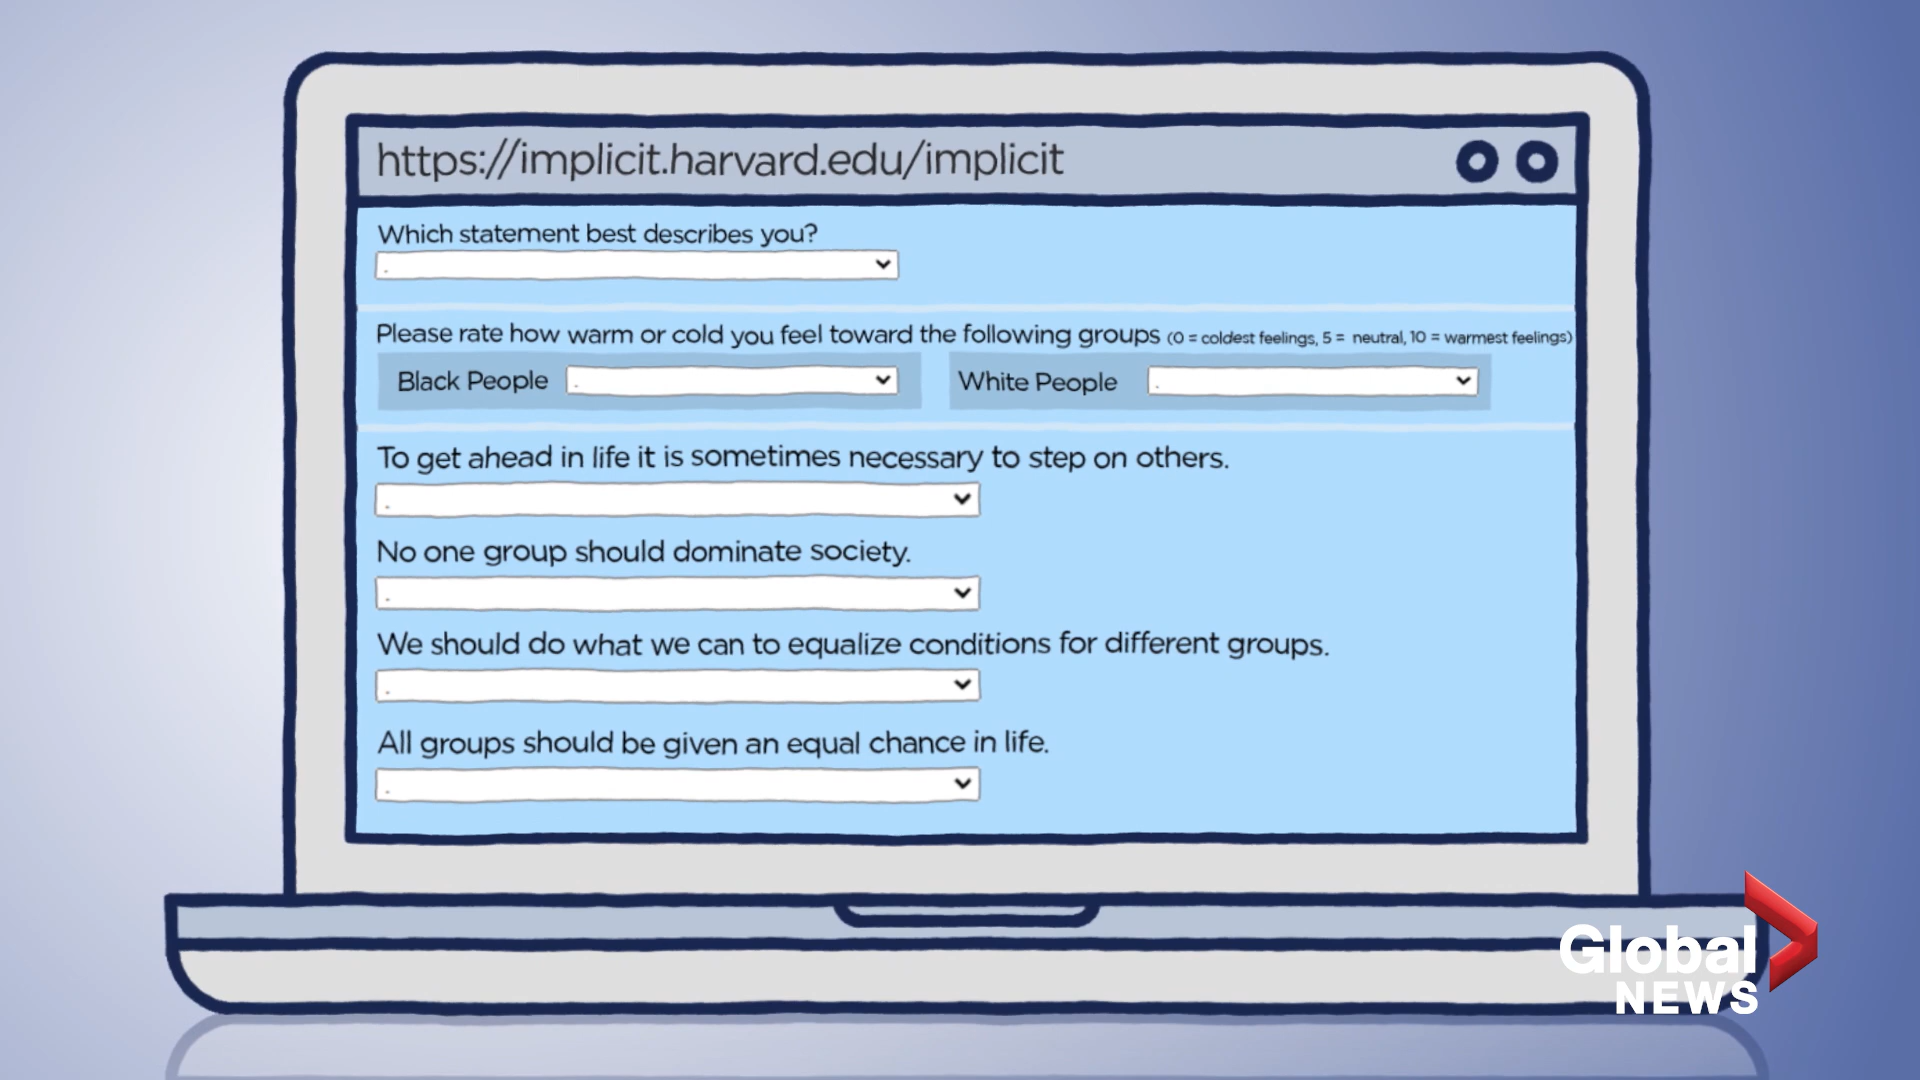 https://implicit.harvard.edu/implicit
Which statement best describes you?
Please rate how warm or cold you feel toward the following groups (0 = coldest feelings, 5 = neutral, 10 = warmest feelings)
Black People
White People
To get ahead in life it is sometimes necessary to step on others.
No one group should dominate society.
We should do what we can to equalize conditions for different groups.
All groups should be given an equal chance in life.
Global
NEWS